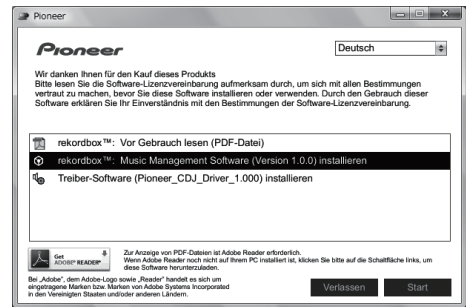 Pioneer
Pioneer
Deutsch
Wir danken Ihnen für den Kauf dieses Produkts
Bitte lesen Sie die Software-Lizenzvereinbarung aufmerksam durch, um sich mit allen Bestimmungen
vertraut zu machen, bevor Sie diese Software installieren oder verwenden. Durch den Gebrauch dieser
Software erklären Sie Ihr Einverständnis mit den Bestimmungen der Software-Lizenzvereinbarung.
rekordbox™: Vor Gebrauch lesen (PDF-Datei)
rekordbox™: Music Management Software (Version 1.0.0) installieren
Treiber-Software (Pioneer_CDJ_Driver_1.000) installieren
Get
ADOBE® READER®
Zur Anzeige von PDF-Dateien ist Adobe Reader erforderlich.
Wenn Adobe Reader noch nicht auf Ihrem PC installiert ist, klicken Sie bitte auf die Schaltfläche links, um
diese Software herunterzuladen.
Bei „Adobe", dem Adobe-Logo sowie „Reader" handelt es sich um
eingetragene Marken bzw. Marken von Adobe Systems Incorporated
in den Vereinigten Staaten und/oder anderen Ländern.
Verlassen
Start